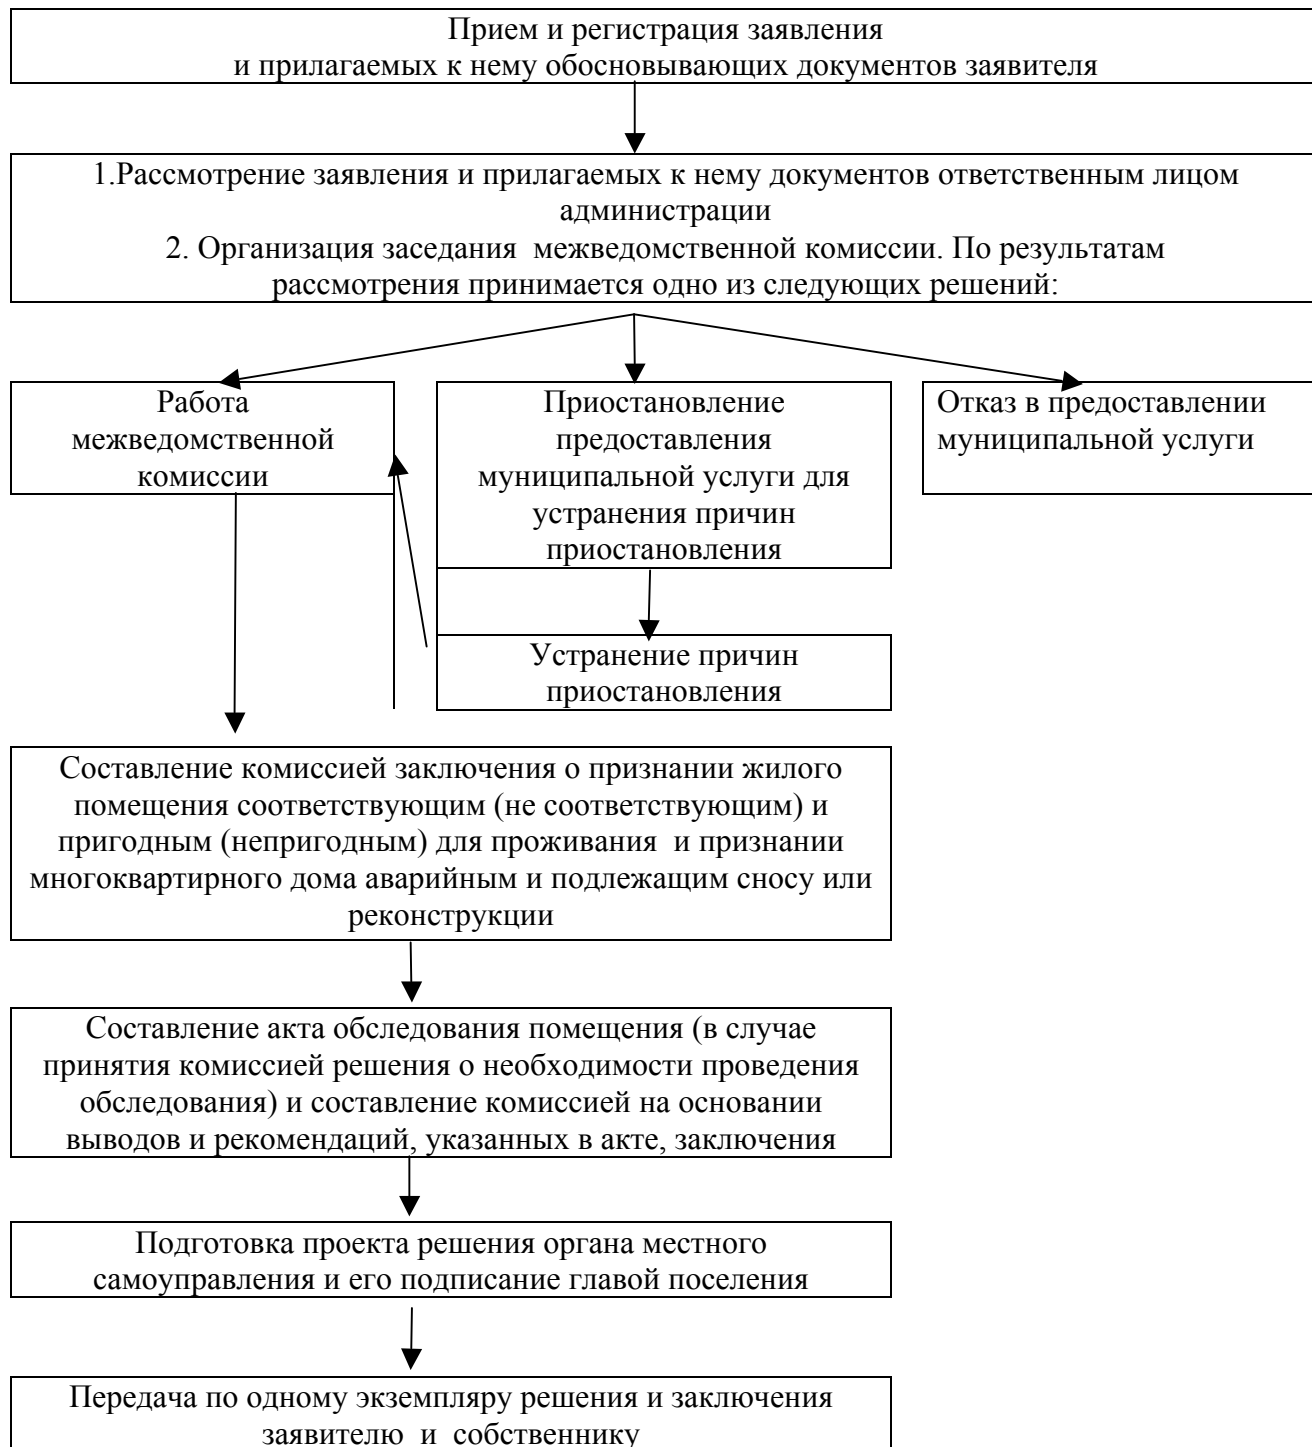 Прием и регистрация заявления
и прилагаемых к нему обосновывающих документов заявителя
1.Рассмотрение заявления и прилагаемых к нему документов ответственным лицом
администрации
2. Организация заседания  межведомственной комиссии. По результатам
рассмотрения принимается одно из следующих решений:
Работа
межведомственной
комиссии
Приостановление
предоставления
муниципальной услуги для
устранения причин
приостановления
Отказ в предоставлении
муниципальной услуги
Устранение причин
приостановления
Составление комиссией заключения о признании жилого
помещения соответствующим (не соответствующим) и
пригодным (непригодным) для проживания  и признании
многоквартирного дома аварийным и подлежащим сносу или
реконструкции
Составление акта обследования помещения (в случае
принятия комиссией решения о необходимости проведения
обследования) и составление комиссией на основании
выводов и рекомендаций, указанных в акте, заключения
Подготовка проекта решения органа местного
самоуправления и его подписание главой поселения
Передача по одному экземпляру решения и заключения
заявителю  и  собственнику